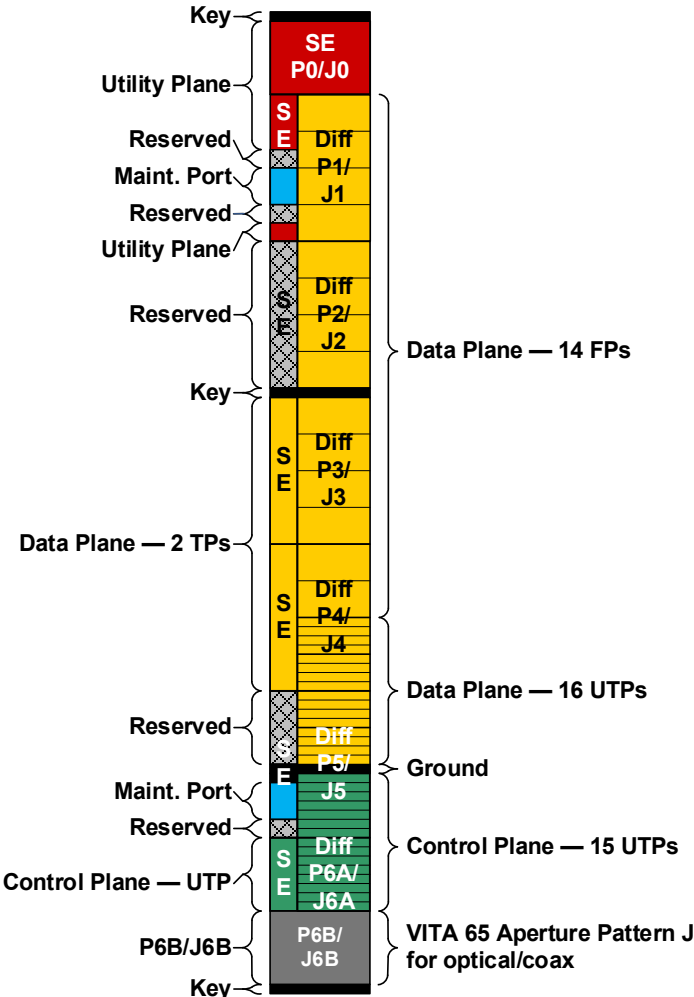 Key
SE
P0/J0
Utility Plane
S
E
Diff
P1/
J1
Reserved
Maint. Port
Reserved
Utility Plane
Reserved
S
E
Diff
P2/
J2
Data Plane — 14 FPs
Key
S
E
Diff
P3/
J3
Data Plane — 2 TPs
S
E
Diff
P4/
J4
Data Plane — 16 UTPs
Reserved
S
E
Diff
P5/
J5
Ground
Maint. Port
Reserved
Control Plane — 15 UTPs
S
E
Diff
P6A/
J6A
Control Plane — UTP
P6B/J6B
P6B/
J6B
VITA 65 Aperture Pattern J
for optical/coax
Key